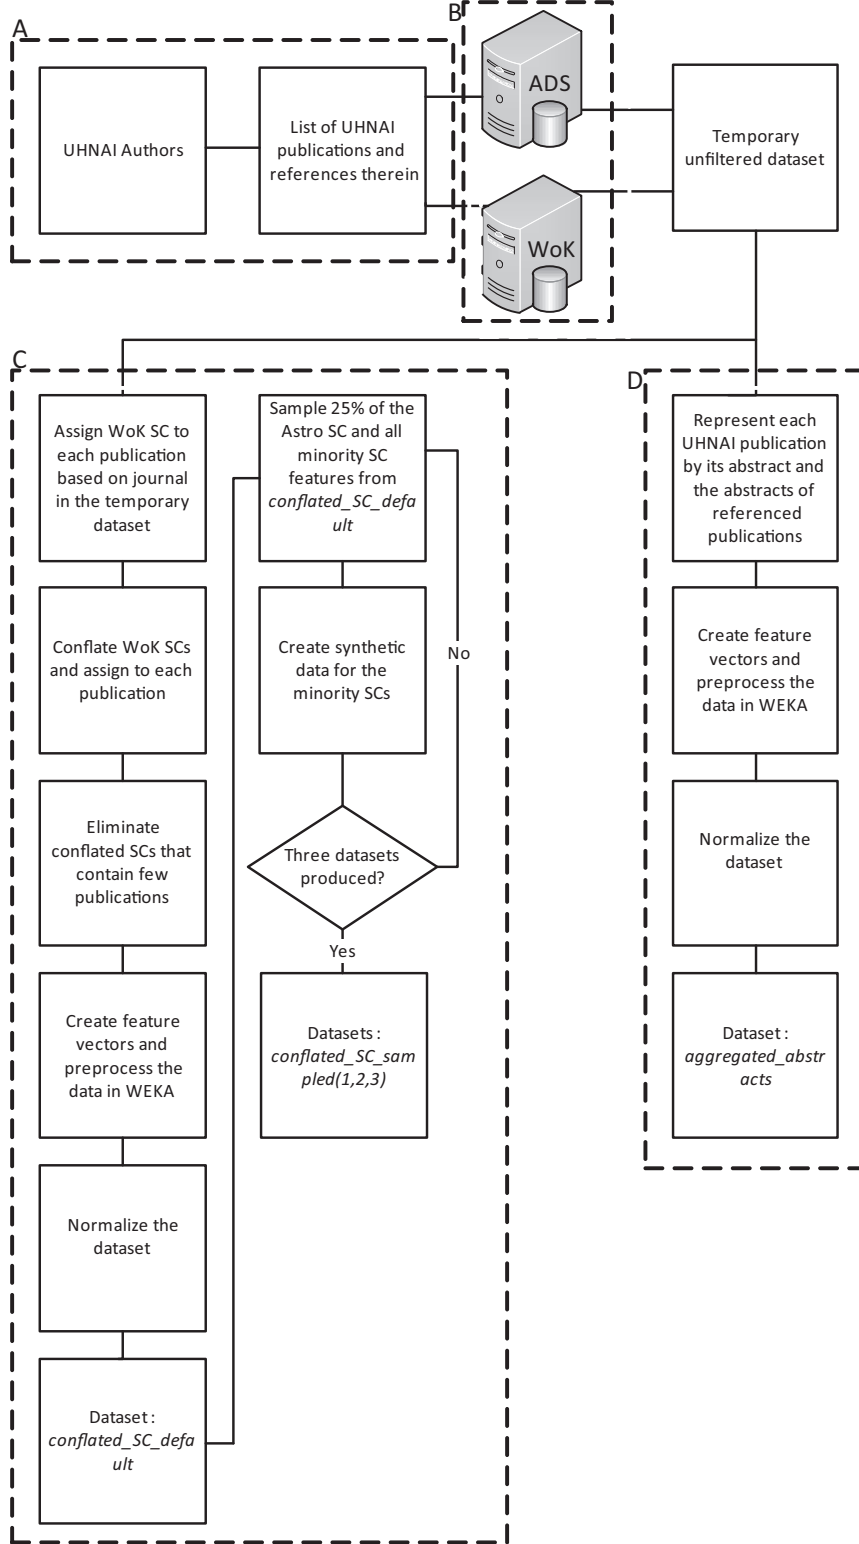 A
UHNAI Authors
List of UHNAI
publications and
references therein
B
ADS
WoK
Temporary
unfiltered dataset
C
Assign WoK SC to
each publication
based on journal
in the temporary
dataset
Conflate WoK SCs
and assign to each
publication
Eliminate
conflated SCs that
contain few
publications
Create feature
vectors and
preprocess the
data in WEKA
Normalize the
dataset
Dataset :
conflated_SC_defa
ult
Sample 25% of the
Astro SC and all
minority SC
features from
conflated_SC_defa
ult
Create synthetic
data for the
minority SCs
No
Three datasets
produced?
Yes
Datasets :
conflated_SC_sam
pled(1,2,3)
D
Represent each
UHNAI publication
by its abstract and
the abstracts of
referenced
publications
Create feature
vectors and
preprocess the
data in WEKA
Normalize the
dataset
Dataset :
aggregated_abstr
acts